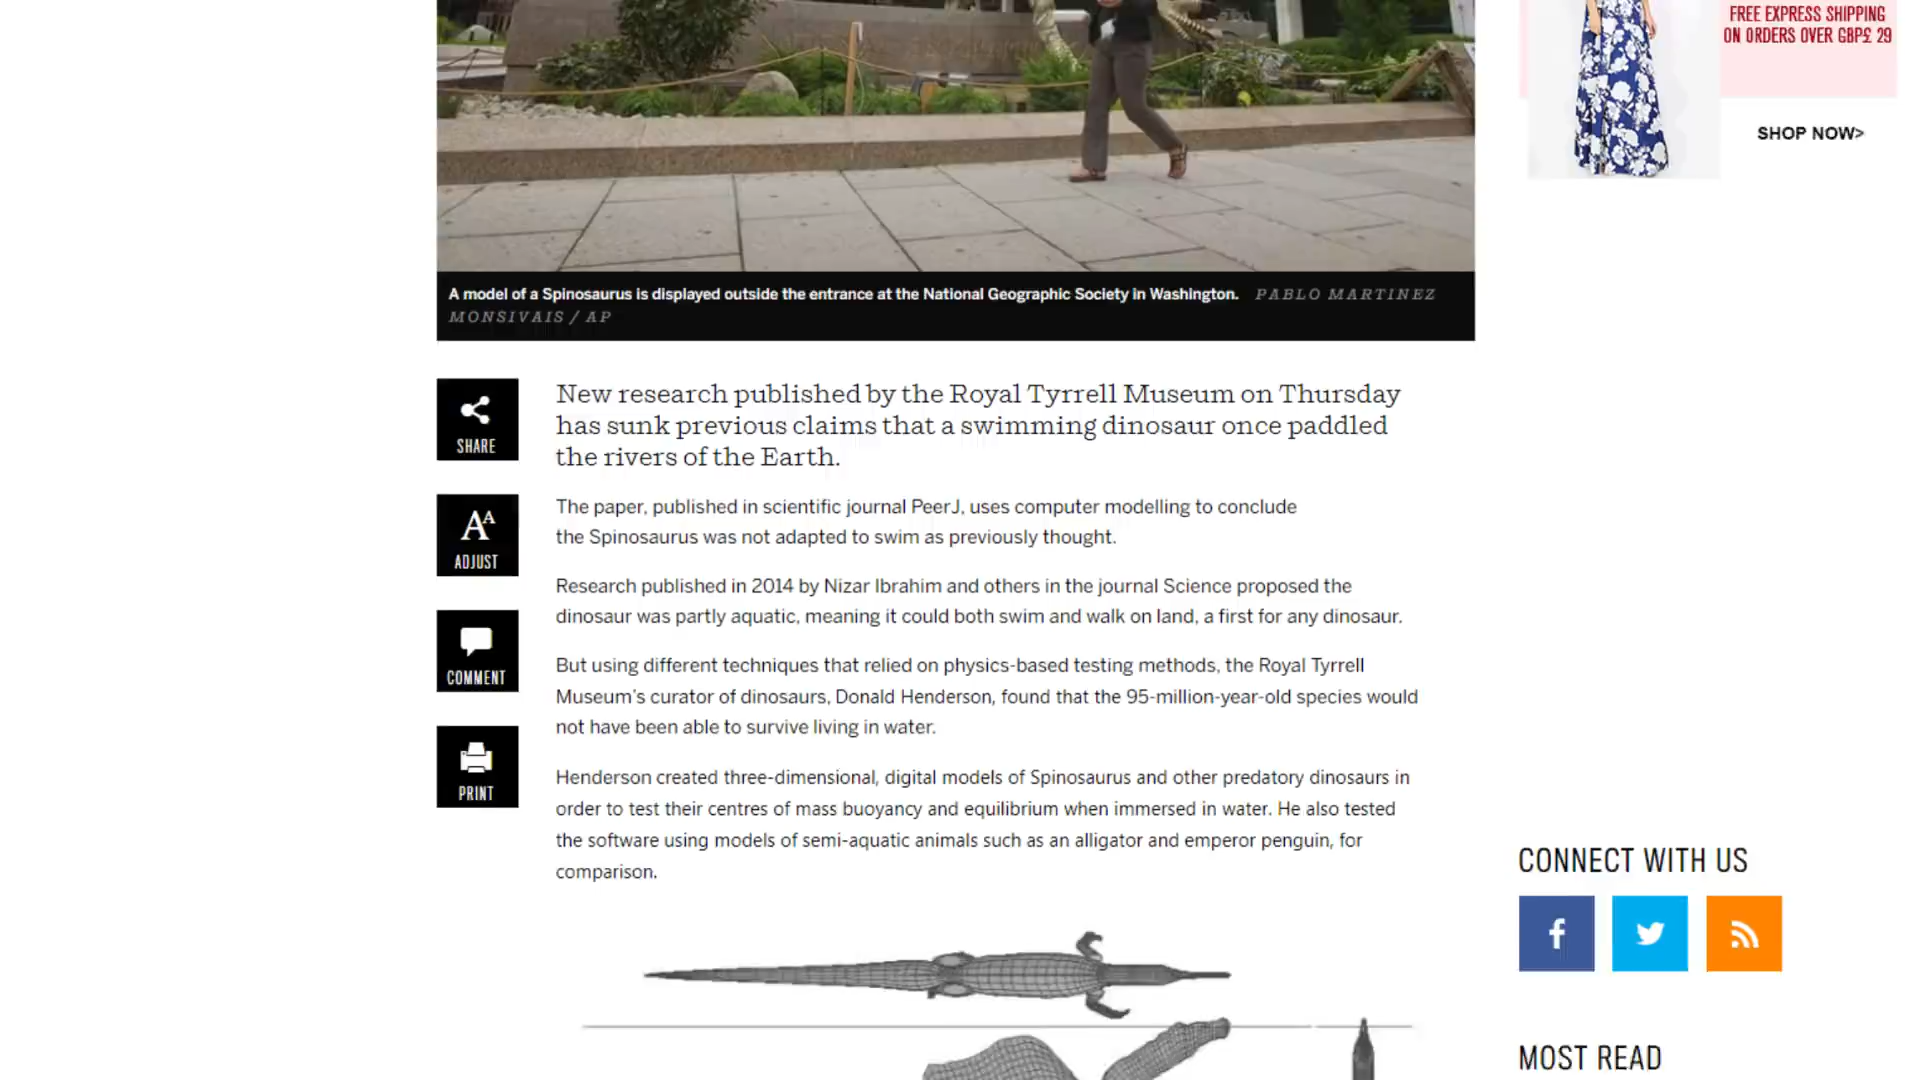 FREE EXPRESS SHIPPING
ON ORDERS OVER GBP£ 29
SHOP NOW>
A model of a Spinosaurus is displayed outside the entrance at the National Geographic Society in Washington. PABLO MARTINEZ
MONSIVAIS / AP
SHARE
ADJUST
COMMENT
PRINT
New research published by the Royal Tyrrell Museum on Thursday
has sunk previous claims that a swimming dinosaur once paddled
the rivers of the Earth.
The paper, published in scientific journal PeerJ, uses computer modelling to conclude
the Spinosaurus was not adapted to swim as previously thought.
Research published in 2014 by Nizar Ibrahim and others in the journal Science proposed the
dinosaur was partly aquatic, meaning it could both swim and walk on land, a first for any dinosaur.
But using different techniques that relied on physics-based testing methods, the Royal Tyrrell
Museum's curator of dinosaurs, Donald Henderson, found that the 95-million-year-old species would
not have been able to survive living in water.
Henderson created three-dimensional, digital models of Spinosaurus and other predatory dinosaurs in
order to test their centres of mass buoyancy and equilibrium when immersed in water. He also tested
the software using models of semi-aquatic animals such as an alligator and emperor penguin, for
comparison.
CONNECT WITH US
MOST READ